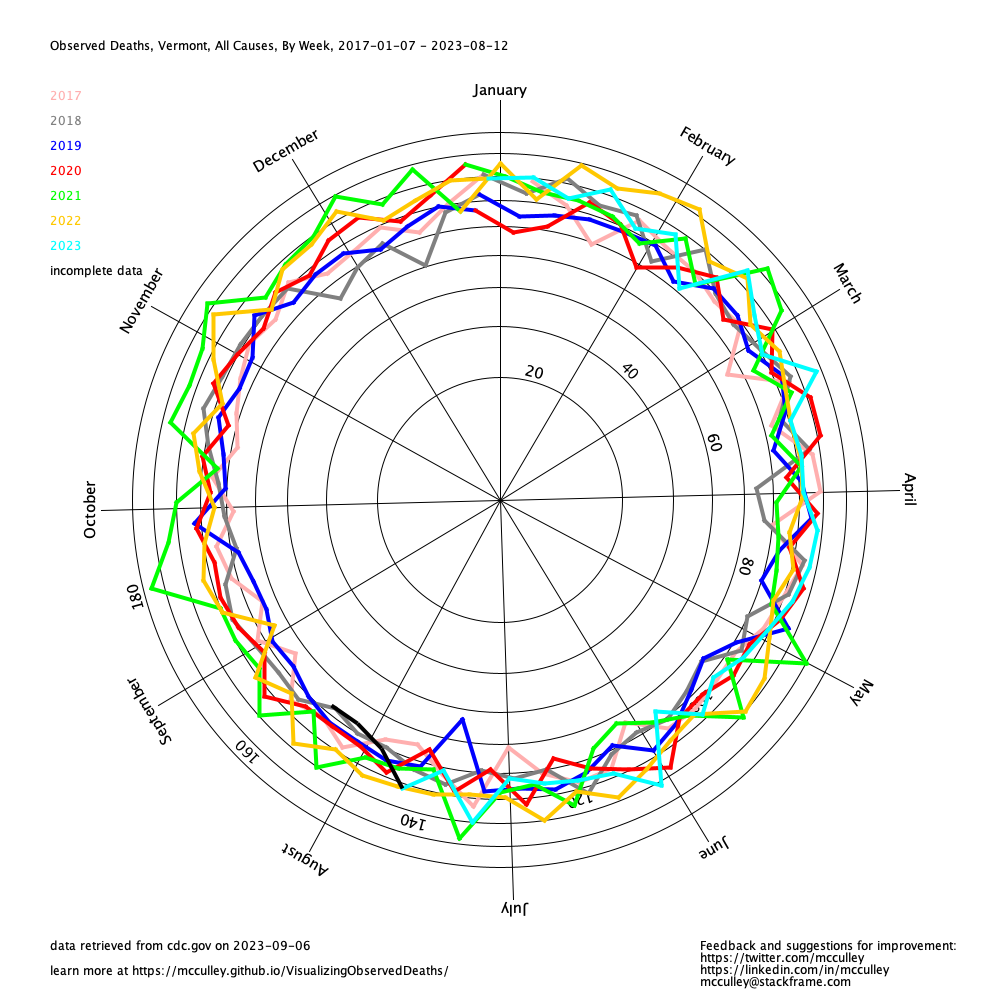 Observed Deaths, Vermont, All Causes, By Week, 2017-01-07 - 2023-08-12
2017
2018
2019
2020
2021
2022
2023
incomplete data
January
February
March
April
May
June
July
August
September
October
November
December
20
40
60
80
120
140
160
180
data retrieved from cdc.gov on 2023-09-06
learn more at https://mcculley.github.io/VisualizingObservedDeaths/
Feedback and suggestions for improvement:
https://twitter.com/mcculley
https://linkedin.com/in/mcculley
mcculley@stackframe.com